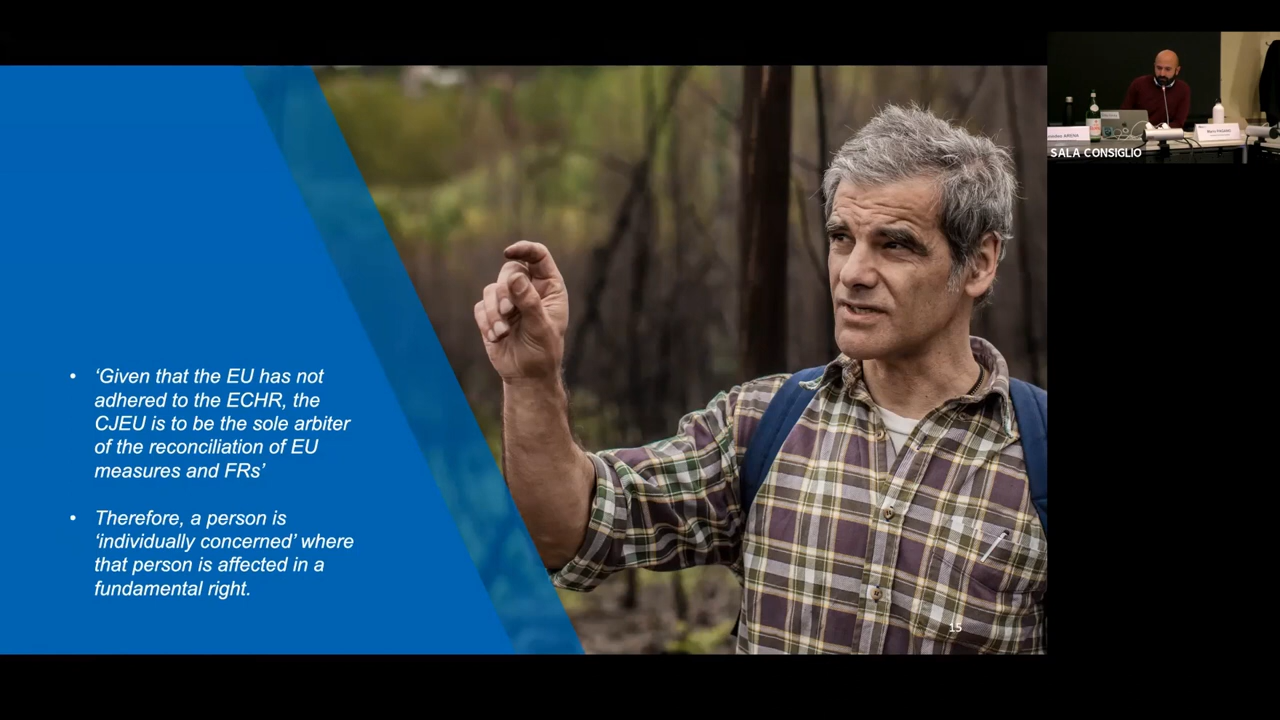 • ‘Given that the EU has not
adhered to the ECHR, the
CJEU is to be the sole arbiter
of the reconciliation of EU
measures and FRs’
• Therefore, a person is
‘individually concerned’ where
that person is affected in a
fundamental right.
15
SALA CONSIGLIO